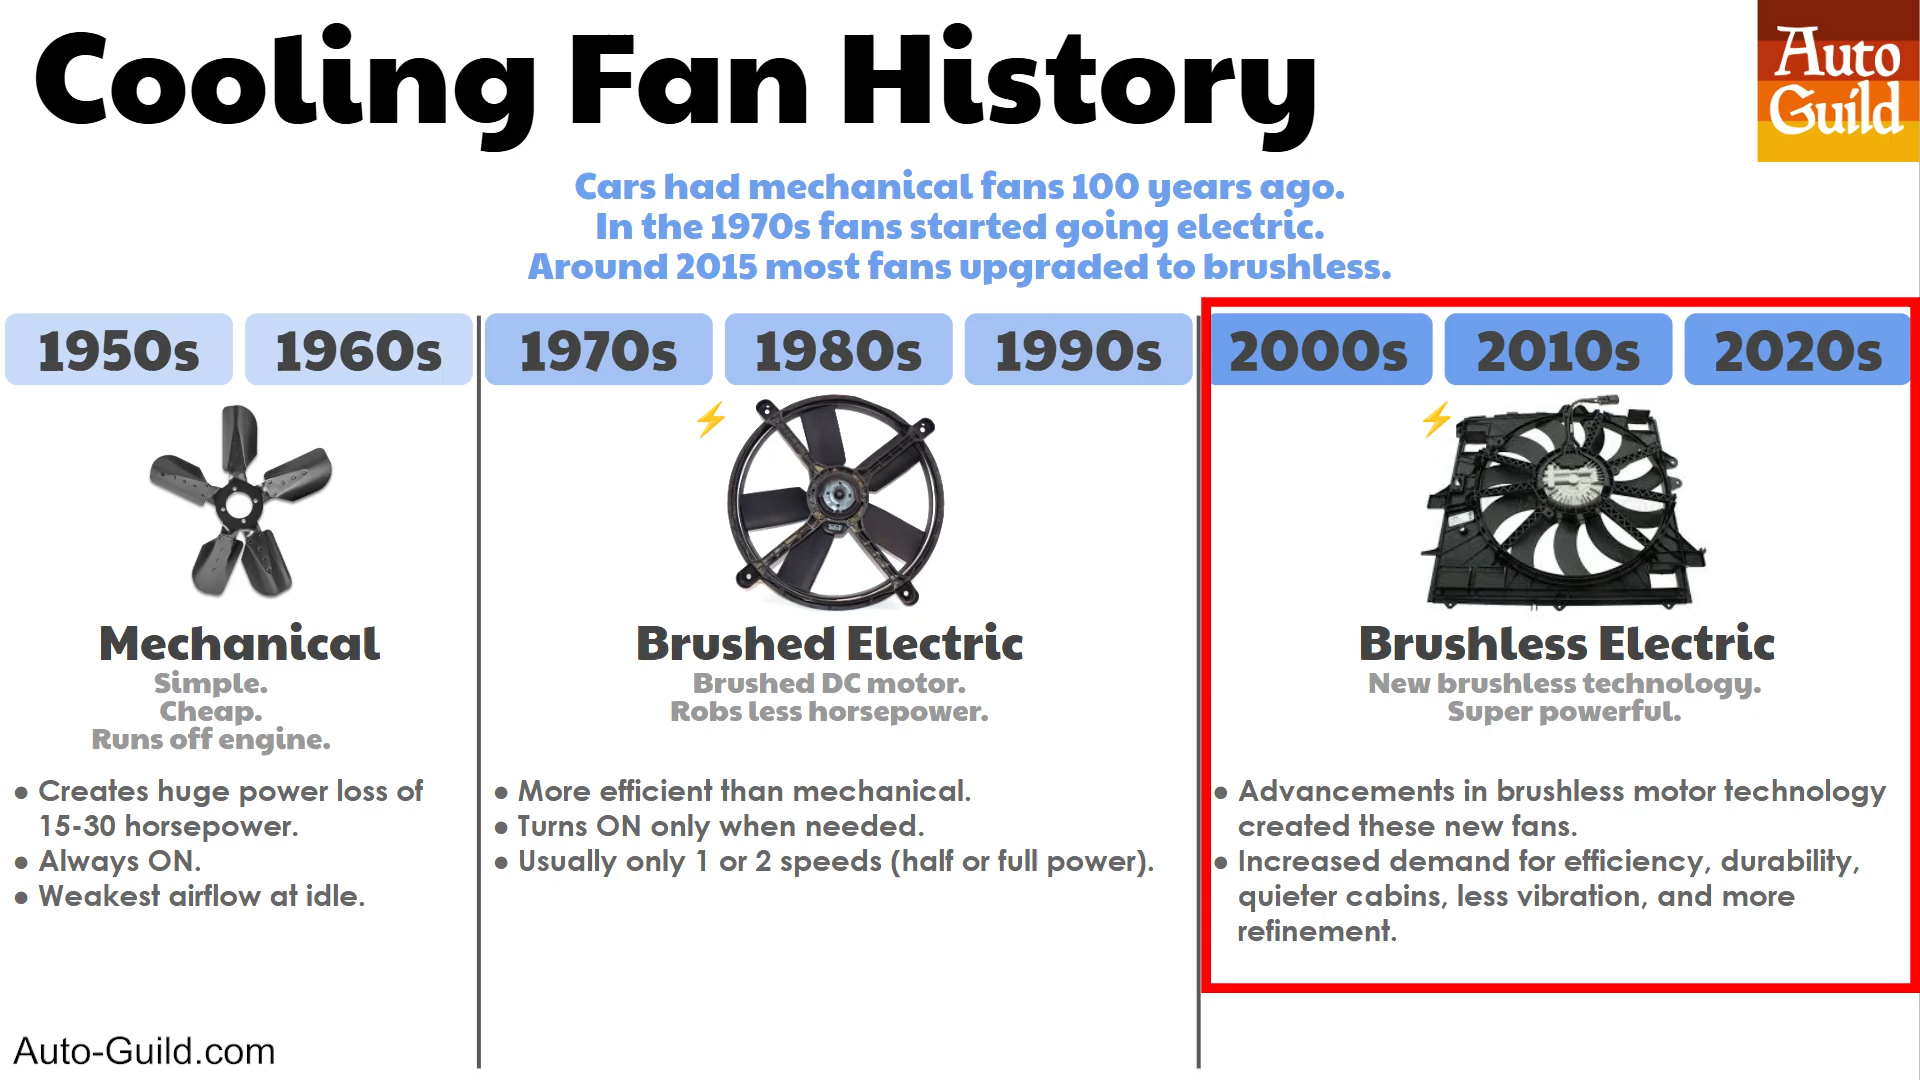 Cooling Fan History
Auto
Guild
Cars had mechanical fans 100 years ago.
In the 1970s fans started going electric.
Around 2015 most fans upgraded to brushless.
1950s
1960s
1970s
1980s
1990s
2000s
2010s
2020s
Mechanical
Simple.
Cheap.
Runs off engine.
● Creates huge power loss of
15-30 horsepower.
● Always ON.
● Weakest airflow at idle.
Brushed Electric
Brushed DC motor.
Robs less horsepower.
● More efficient than mechanical.
● Turns ON only when needed.
● Usually only 1 or 2 speeds (half or full power).
Brushless Electric
New brushless technology.
Super powerful.
● Advancements in brushless motor technology
created these new fans.
● Increased demand for efficiency, durability,
quieter cabins, less vibration, and more
refinement.
Auto-Guild.com